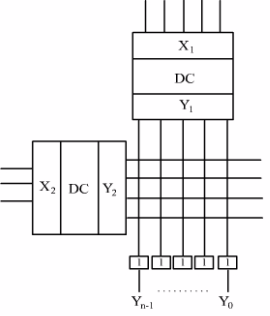 X1
DC
Y1
X2 DC Y2
1 1 1 1 1
Yn-1 .......... Y0